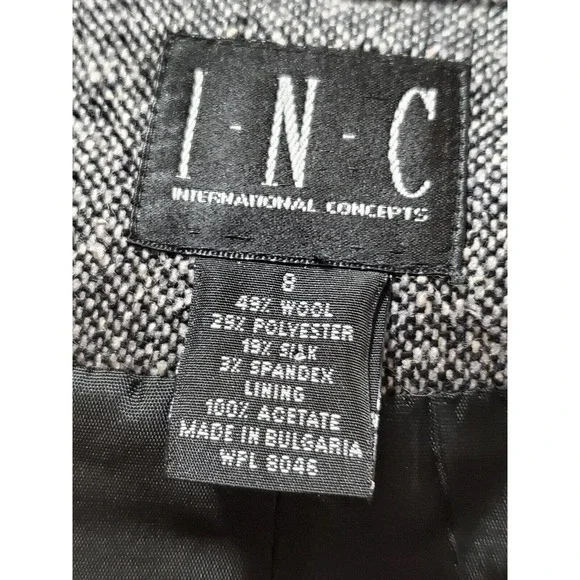 I-N-C
INTERNATIONAL CONCEPTS
8
49% WOOL
29% POLYESTER
19% SILK
3% SPANDEX
LINING
100% ACETATE
MADE IN BULGARIA
WPL 8046